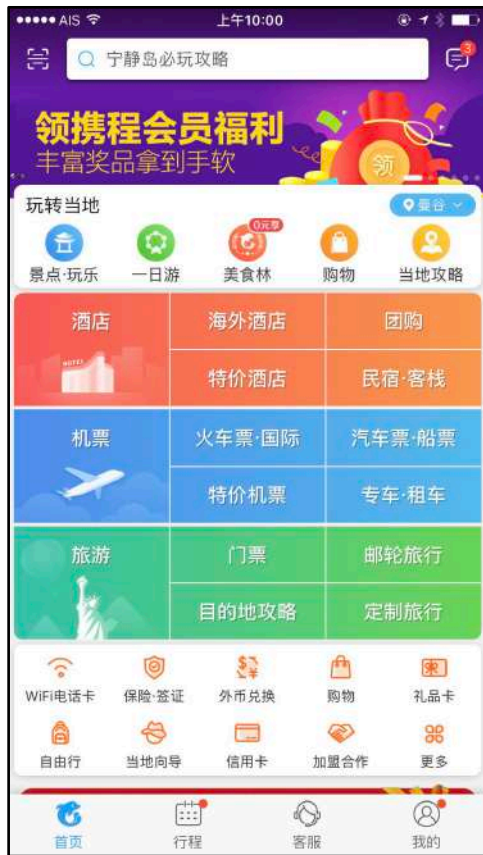 AIS
上午10:00
宁静岛必玩攻略
3
领携程会员福利
丰富奖品拿到手软
领
玩转当地
曼谷
0元享
景点·玩乐
一日游
美食林
购物
当地攻略
酒店
海外酒店
团购
HOTEL
特价酒店
民宿·客栈
机票
火车票·国际
汽车票·船票
特价机票
专车·租车
旅游
门票
邮轮旅行
目的地攻略
定制旅行
WiFi电话卡
保险·签证
外币兑换
购物
礼品卡
自由行
当地向导
信用卡
加盟合作
更多
首页
行程
客服
我的